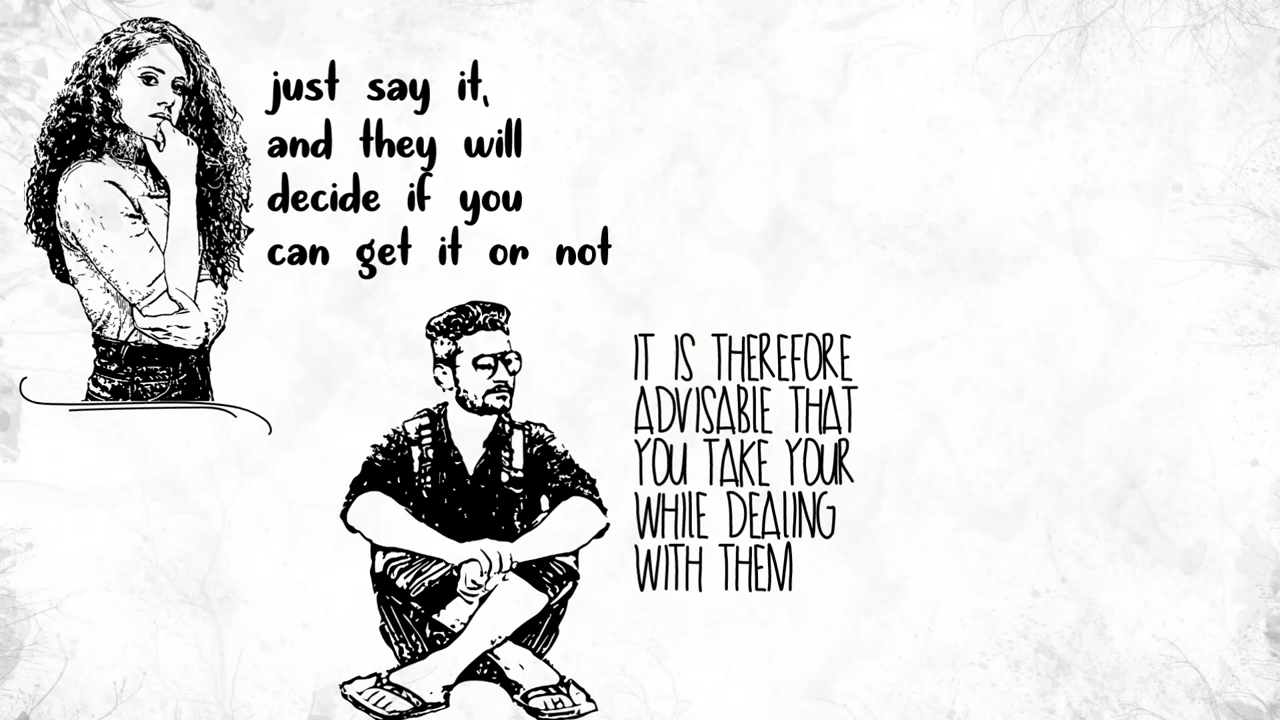 just say it,
and they will
decide if you
can get it or not
IT IS THEREFORE
ADVISABLE THAT
YOU TAKE YOUR
WHILE DEALING
WITH THEM